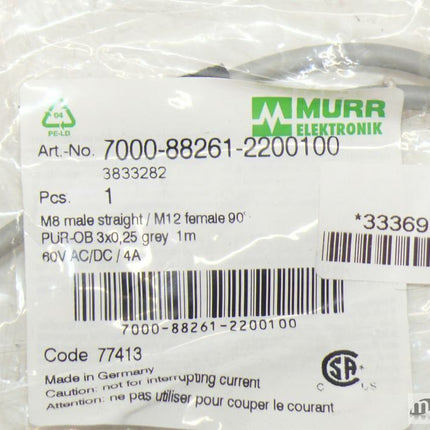 04
PE-LD
MURR
ELEKTRONIK
Art.-No. 7000-88261-2200100
3833282
Pcs. 1
M8 male straight / M12 female 90°
PUR-OB 3x0,25 grey 1m
60V AC/DC / 4A
*33369
7000-88261-2200100
Code 77413
Made in Germany
Caution: not for interrupting current
Attention: ne pas utiliser pour couper le courant
C SA US